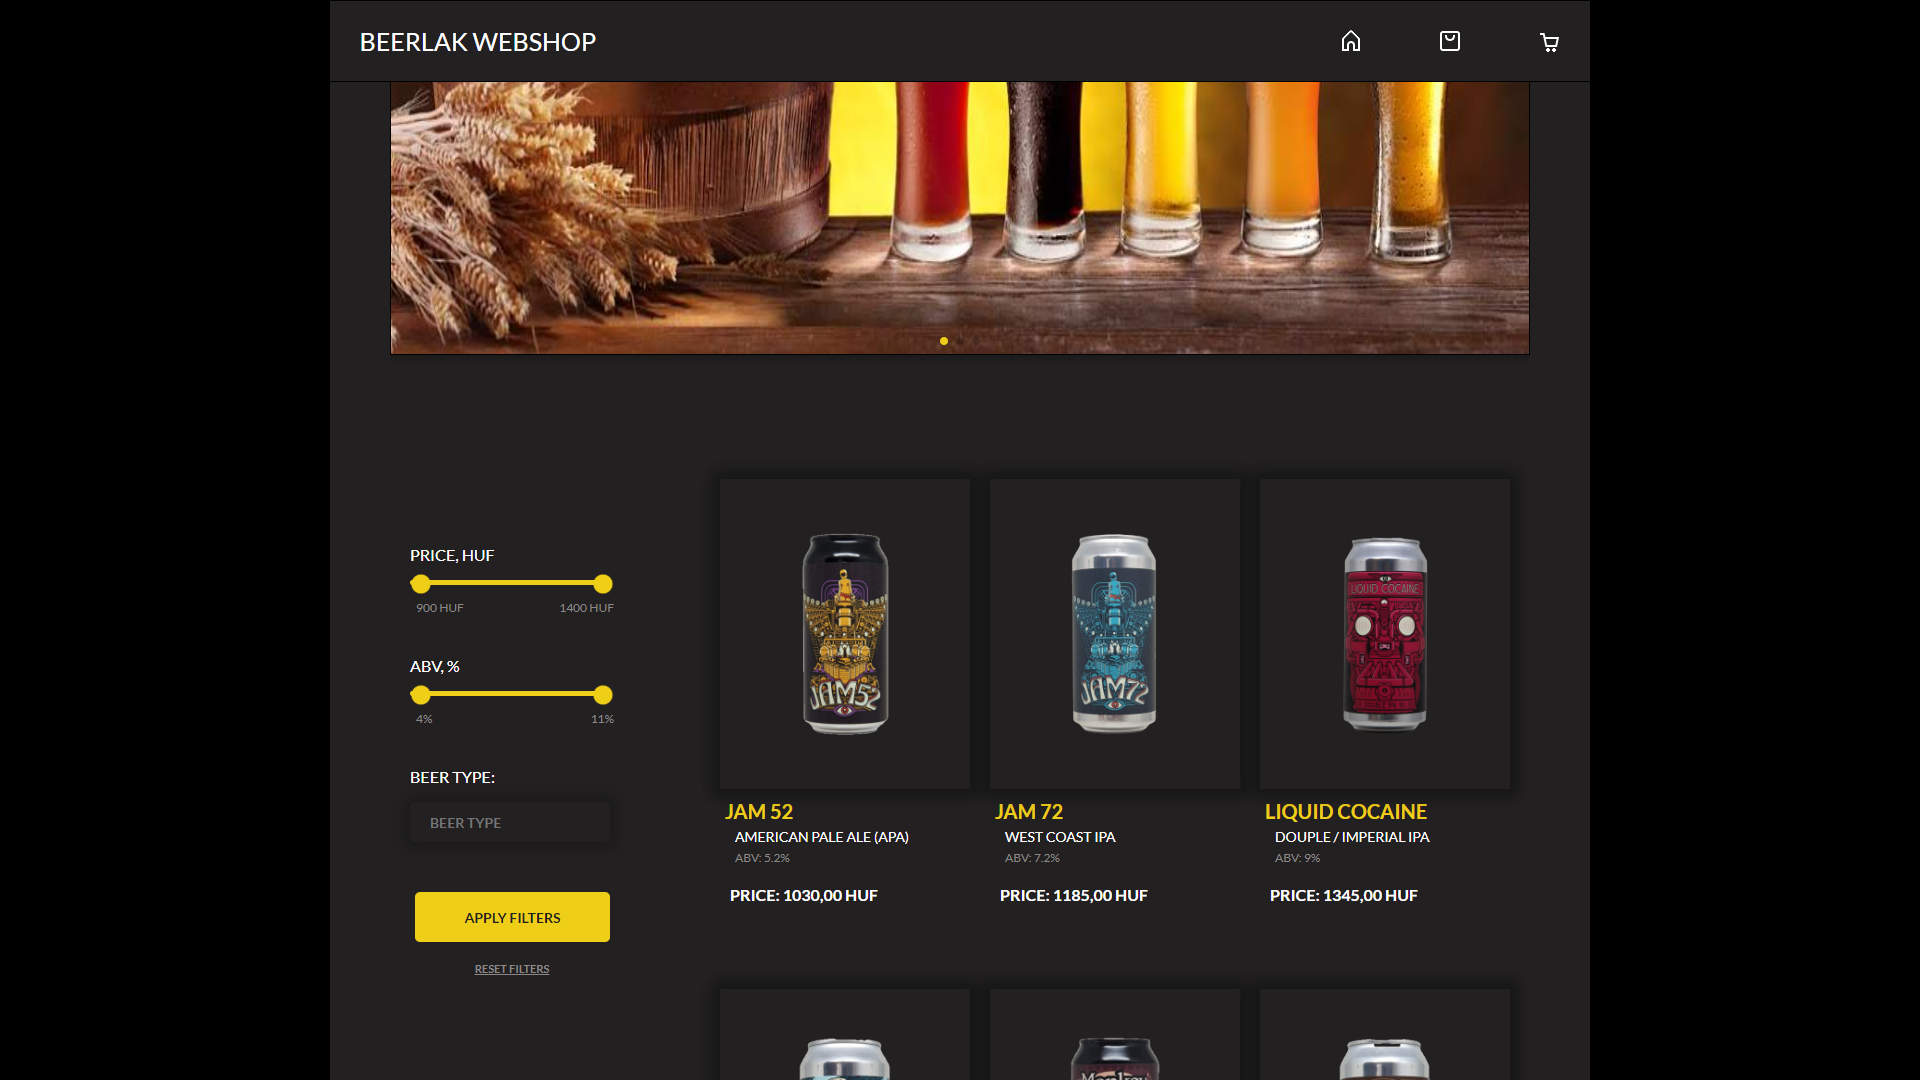 BEERLAK WEBSHOP
PRICE, HUF
900 HUF 1400 HUF
ABV, %
4% 11%
BEER TYPE:
BEER TYPE
APPLY FILTERS
RESET FILTERS
JAM52
JAM 52
AMERICAN PALE ALE (APA)
ABV: 5.2%
PRICE: 1030,00 HUF
JAM72
JAM 72
WEST COAST IPA
ABV: 7.2%
PRICE: 1185,00 HUF
LIQUID COCAINE
LIQUID COCAINE
DOUPLE / IMPERIAL IPA
ABV: 9%
PRICE: 1345,00 HUF